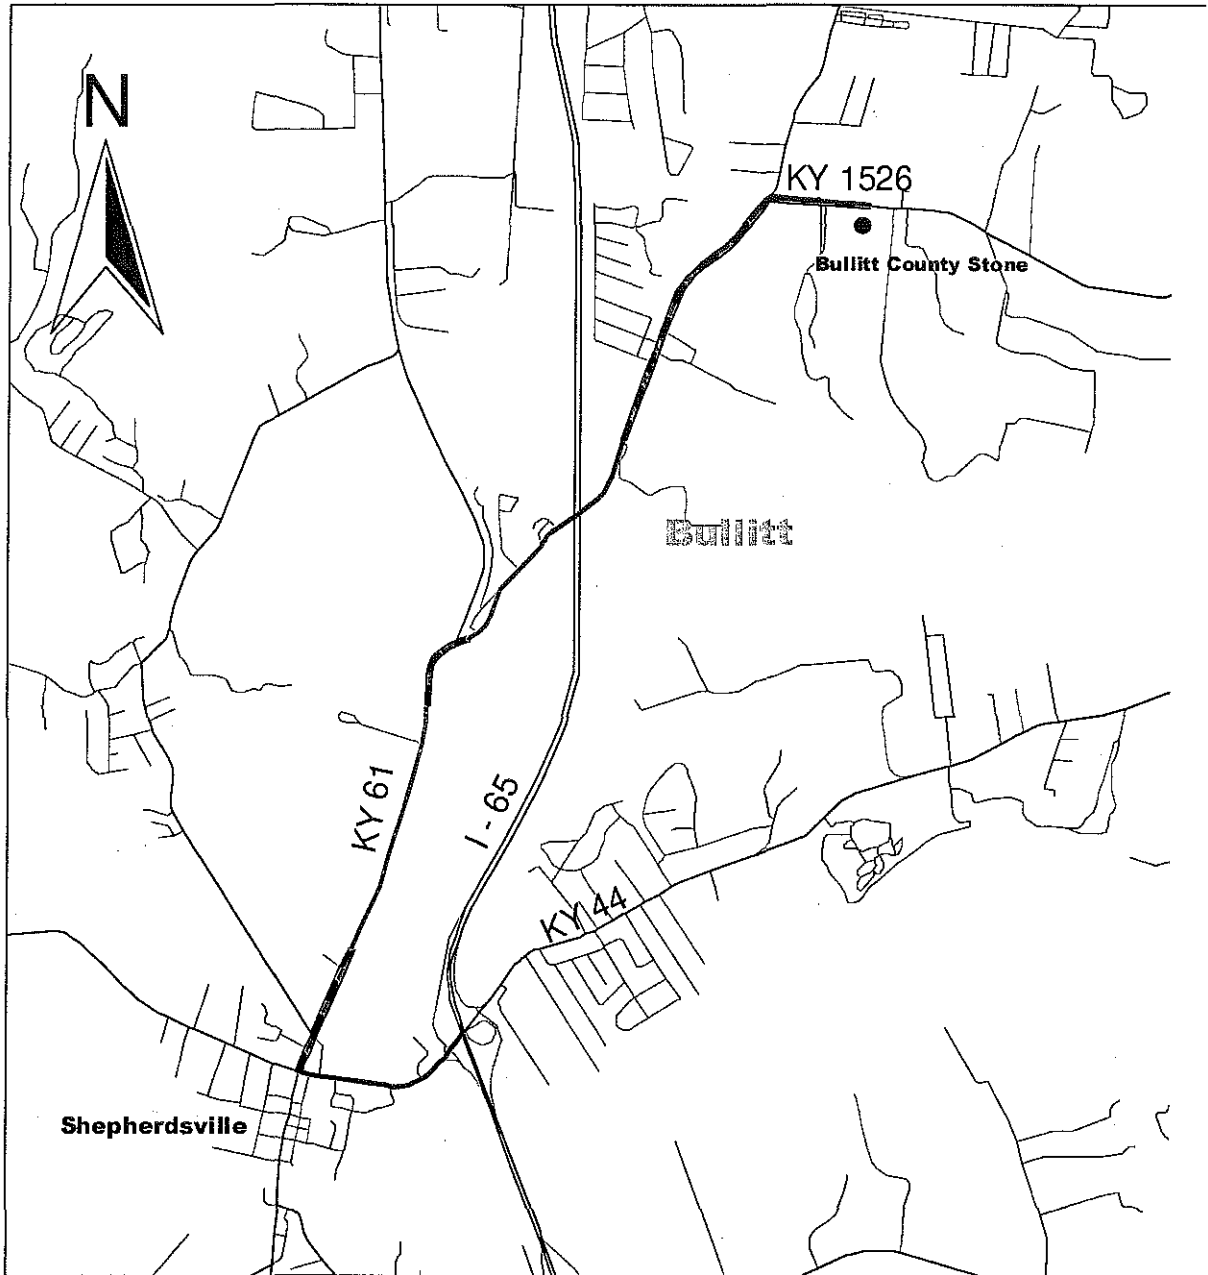 N
KY 1526
Bullitt County Stone
Bullitt
KY 61
I - 65
KY 44
Shepherdsville